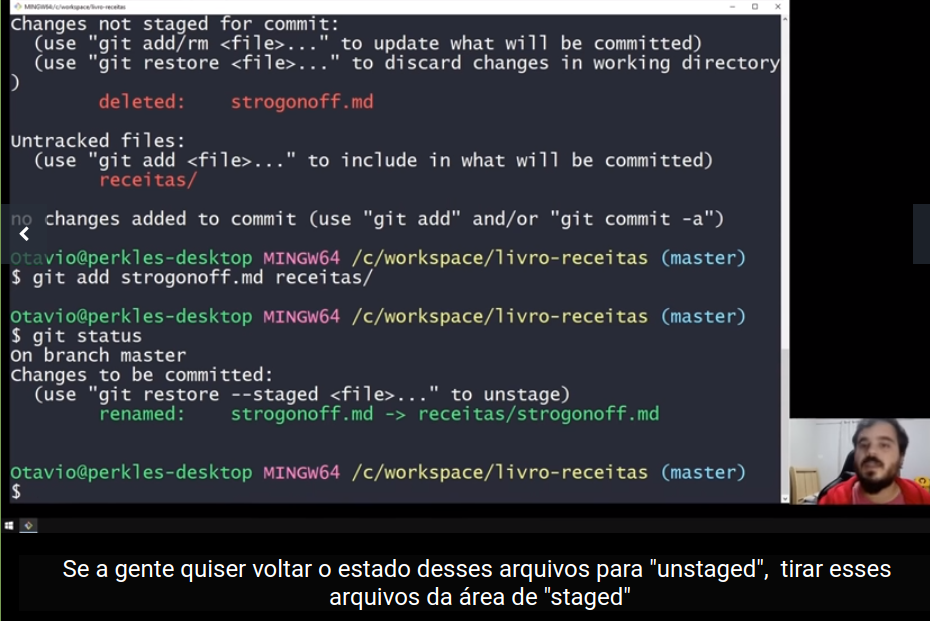 MINGW64:/c/workspace/livro-receitas
Changes not staged for commit:
(use "git add/rm <file>..." to update what will be committed)
(use "git restore <file>..." to discard changes in working directory
)
deleted: strogonoff.md
Untracked files:
(use "git add <file>..." to include in what will be committed)
receitas/
no changes added to commit (use "git add" and/or "git commit -a")
Otavio@perkles-desktop MINGW64 /c/workspace/livro-receitas (master)
$ git add strogonoff.md receitas/
Otavio@perkles-desktop MINGW64 /c/workspace/livro-receitas (master)
$ git status
On branch master
Changes to be committed:
(use "git restore --staged <file>..." to unstage)
renamed: strogonoff.md -> receitas/strogonoff.md
Otavio@perkles-desktop MINGW64 /c/workspace/livro-receitas (master)
$
Se a gente quiser voltar o estado desses arquivos para "unstaged", tirar esses
arquivos da área de "staged"